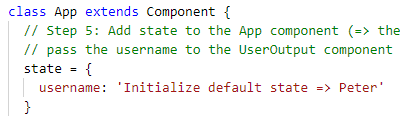 class App extends Component {
// Step 5: Add state to the App component (=> the
// pass the username to the UserOutput component
state = {
username: 'Initialize default state => Peter'
}